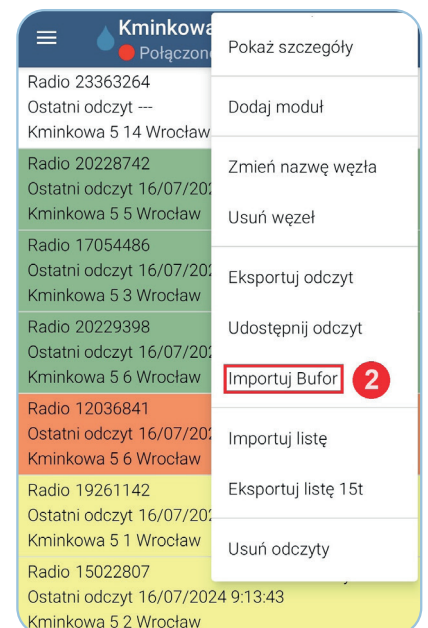 Kminkowa
Połączono
Radio 23363264
Ostatni odczyt ---
Kminkowa 5 14 Wrocław
Radio 20228742
Ostatni odczyt 16/07/202
Kminkowa 5 5 Wrocław
Radio 17054486
Ostatni odczyt 16/07/202
Kminkowa 5 3 Wrocław
Radio 20229398
Ostatni odczyt 16/07/202
Kminkowa 5 6 Wrocław
Radio 12036841
Ostatni odczyt 16/07/202
Kminkowa 5 6 Wrocław
Radio 19261142
Ostatni odczyt 16/07/202
Kminkowa 5 1 Wrocław
Radio 15022807
Ostatni odczyt 16/07/2024 9:13:43
Kminkowa 5 2 Wrocław
Pokaż szczegóły
Dodaj moduł
Zmień nazwę węzła
Usuń węzeł
Eksportuj odczyt
Udostępnij odczyt
Importuj Bufor 2
Importuj listę
Eksportuj listę 15t
Usuń odczyty